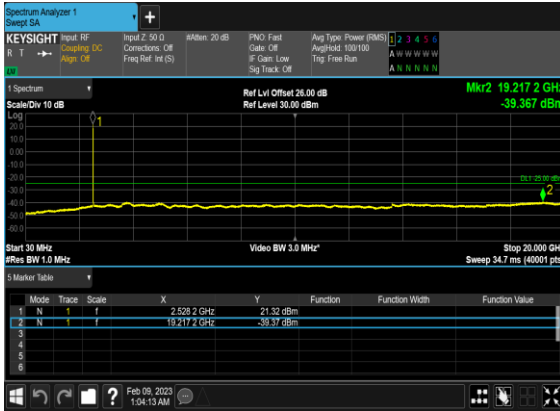 Spectrum Analyzer 1
Swept SA
+
KEYSIGHT Input: RF Input Z: 50 Ω #Atten: 20 dB PNO: Fast Avg Type: Power (RMS) 1 2 3 4 5 6
R T Coupling: DC Corrections: Off Gate: Off Avg|Hold: 100/100 A W W W W W
Align: Off Freq Ref: Int (S) IF Gain: Low Trig: Free Run
LW Sig Track: Off A N N N N N
1 Spectrum Ref Lvl Offset 26.00 dB Mkr2 19.217 2 GHz
Scale/Div 10 dB Ref Level 30.00 dBm -39.367 dBm
Log
20.0
10.0
0.00
-10.0
-20.0
-30.0
-40.0
-50.0
-60.0
1
DL1 -25.00 dBm
2
Start 30 MHz Video BW 3.0 MHz* Stop 20.000 GH
#Res BW 1.0 MHz Sweep 34.7 ms (40001 pts
5 Marker Table
Mode Trace Scale X Y Function Function Width Function Value
1 N 1 f 2.528 2 GHz 21.32 dBm
2 N 1 f 19.217 2 GHz -39.37 dBm
3
4
5
6
? Feb 09, 2023
1:04:13 AM